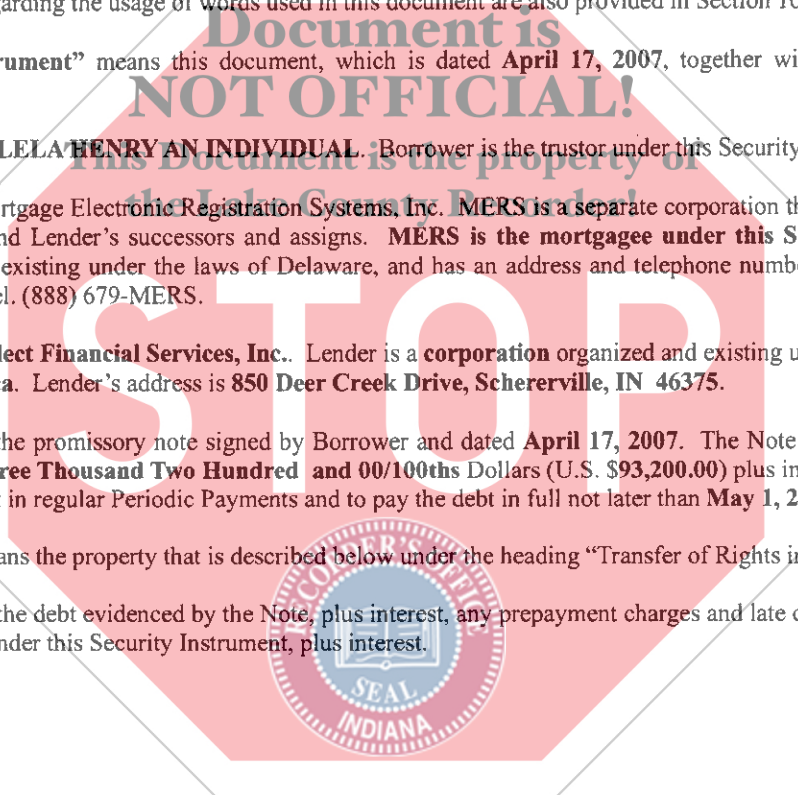 garding the usage of words used in this document are also provided in Section 16
Document is
rument” means this document, which is dated April 17, 2007, together wi
NOT OFFICIAL!
LELA HENRY AN INDIVIDUAL. Borrower is the trustor under this Security
This Document is the property of
the Lake County Recorder!
rtgage Electronic Registration Systems, Inc. MERS is a separate corporation th
nd Lender’s successors and assigns. MERS is the mortgagee under this S
existing under the laws of Delaware, and has an address and telephone numbe
el. (888) 679-MERS.
STOP
lect Financial Services, Inc.. Lender is a corporation organized and existing u
a. Lender’s address is 850 Deer Creek Drive, Schererville, IN 46375.
the promissory note signed by Borrower and dated April 17, 2007. The Note
ree Thousand Two Hundred and 00/100ths Dollars (U.S. $93,200.00) plus in
t in regular Periodic Payments and to pay the debt in full not later than May 1, 2
ans the property that is described below under the heading “Transfer of Rights in
the debt evidenced by the Note, plus interest, any prepayment charges and late c
nder this Security Instrument, plus interest.
RECORDER'S OFFICE
SEAL
INDIANA